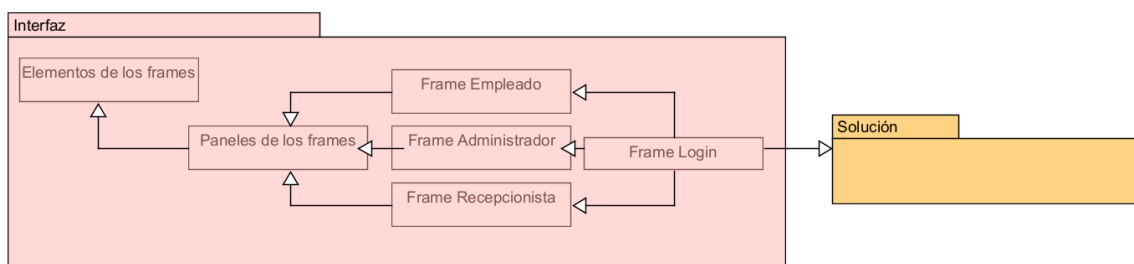 Interfaz
Elementos de los frames
Frame Empleado
Paneles de los frames
Frame Administrador
Frame Login
Frame Recepcionista
Solución